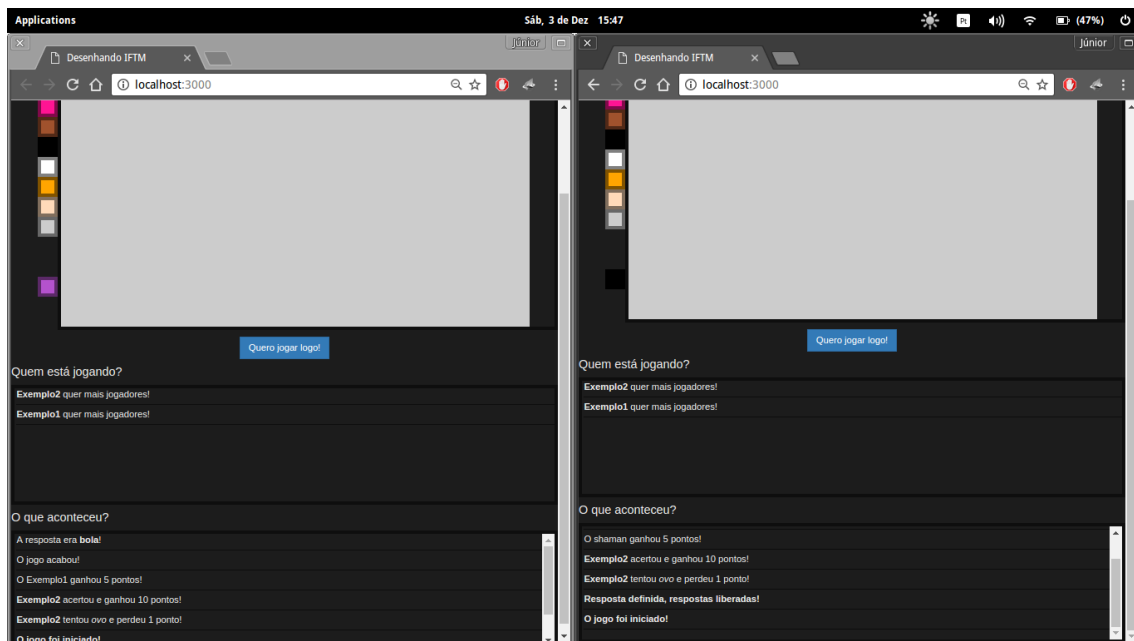 Applications
Sáb, 3 de Dez 15:47
Pt
(47%)
Júnior
Desenhando IFTM
localhost:3000
Quero jogar logo!
Quem está jogando?
Exemplo2 quer mais jogadores!
Exemplo1 quer mais jogadores!
O que aconteceu?
A resposta era bola!
O jogo acabou!
O Exemplo1 ganhou 5 pontos!
Exemplo2 acertou e ganhou 10 pontos!
Exemplo2 tentou ovo e perdeu 1 ponto!
O jogo foi iniciado!
Júnior
Desenhando IFTM
localhost:3000
Quero jogar logo!
Quem está jogando?
Exemplo2 quer mais jogadores!
Exemplo1 quer mais jogadores!
O que aconteceu?
O shaman ganhou 5 pontos!
Exemplo2 acertou e ganhou 10 pontos!
Exemplo2 tentou ovo e perdeu 1 ponto!
Resposta definida, respostas liberadas!
O jogo foi iniciado!